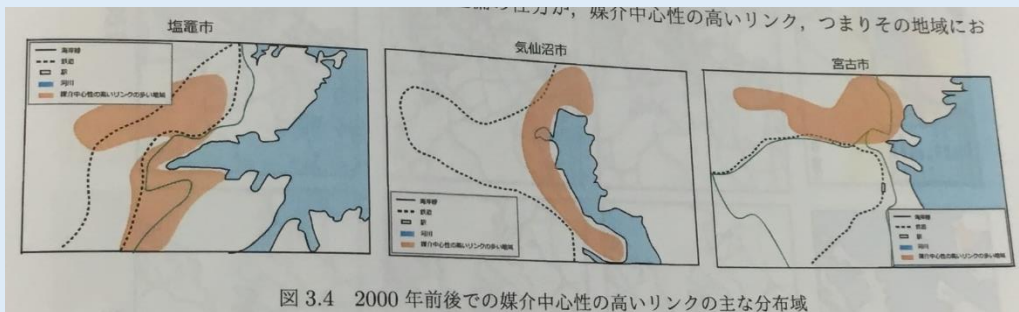 備の仕方が，媒介中心性の高いリンク，つまりその地域にお
塩竈市
海岸線
鉄道
駅
河川
媒介中心性の高いリンクの多い地域
気仙沼市
海岸線
鉄道
駅
河川
媒介中心性の高いリンクの多い地域
宮古市
海岸線
鉄道
駅
河川
媒介中心性の高いリンクの多い地域
図 3.4 2000 年前後での媒介中心性の高いリンクの主な分布域